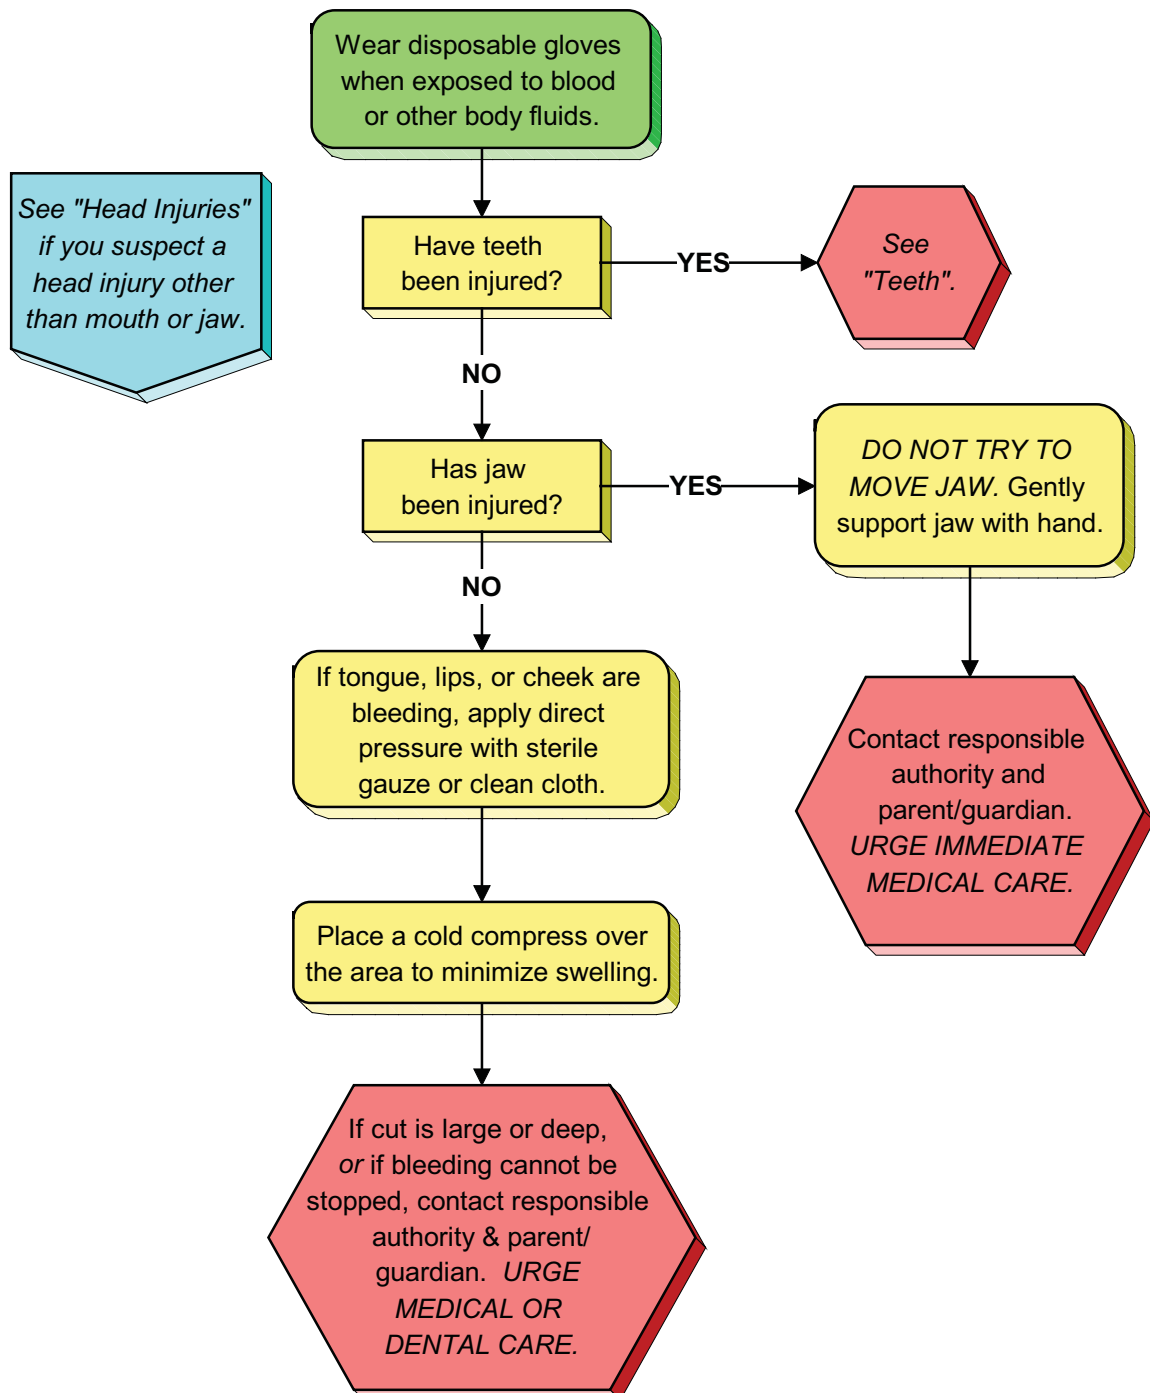 Wear disposable gloves
when exposed to blood
or other body fluids.
See "Head Injuries"
if you suspect a
head injury other
than mouth or jaw.
Have teeth
been injured?
YES
See
"Teeth".
NO
Has jaw
been injured?
YES
DO NOT TRY TO
MOVE JAW. Gently
support jaw with hand.
NO
If tongue, lips, or cheek are
bleeding, apply direct
pressure with sterile
gauze or clean cloth.
Contact responsible
authority and
parent/guardian.
URGE IMMEDIATE
MEDICAL CARE.
Place a cold compress over
the area to minimize swelling.
If cut is large or deep,
or if bleeding cannot be
stopped, contact responsible
authority & parent/
guardian. URGE
MEDICAL OR
DENTAL CARE.